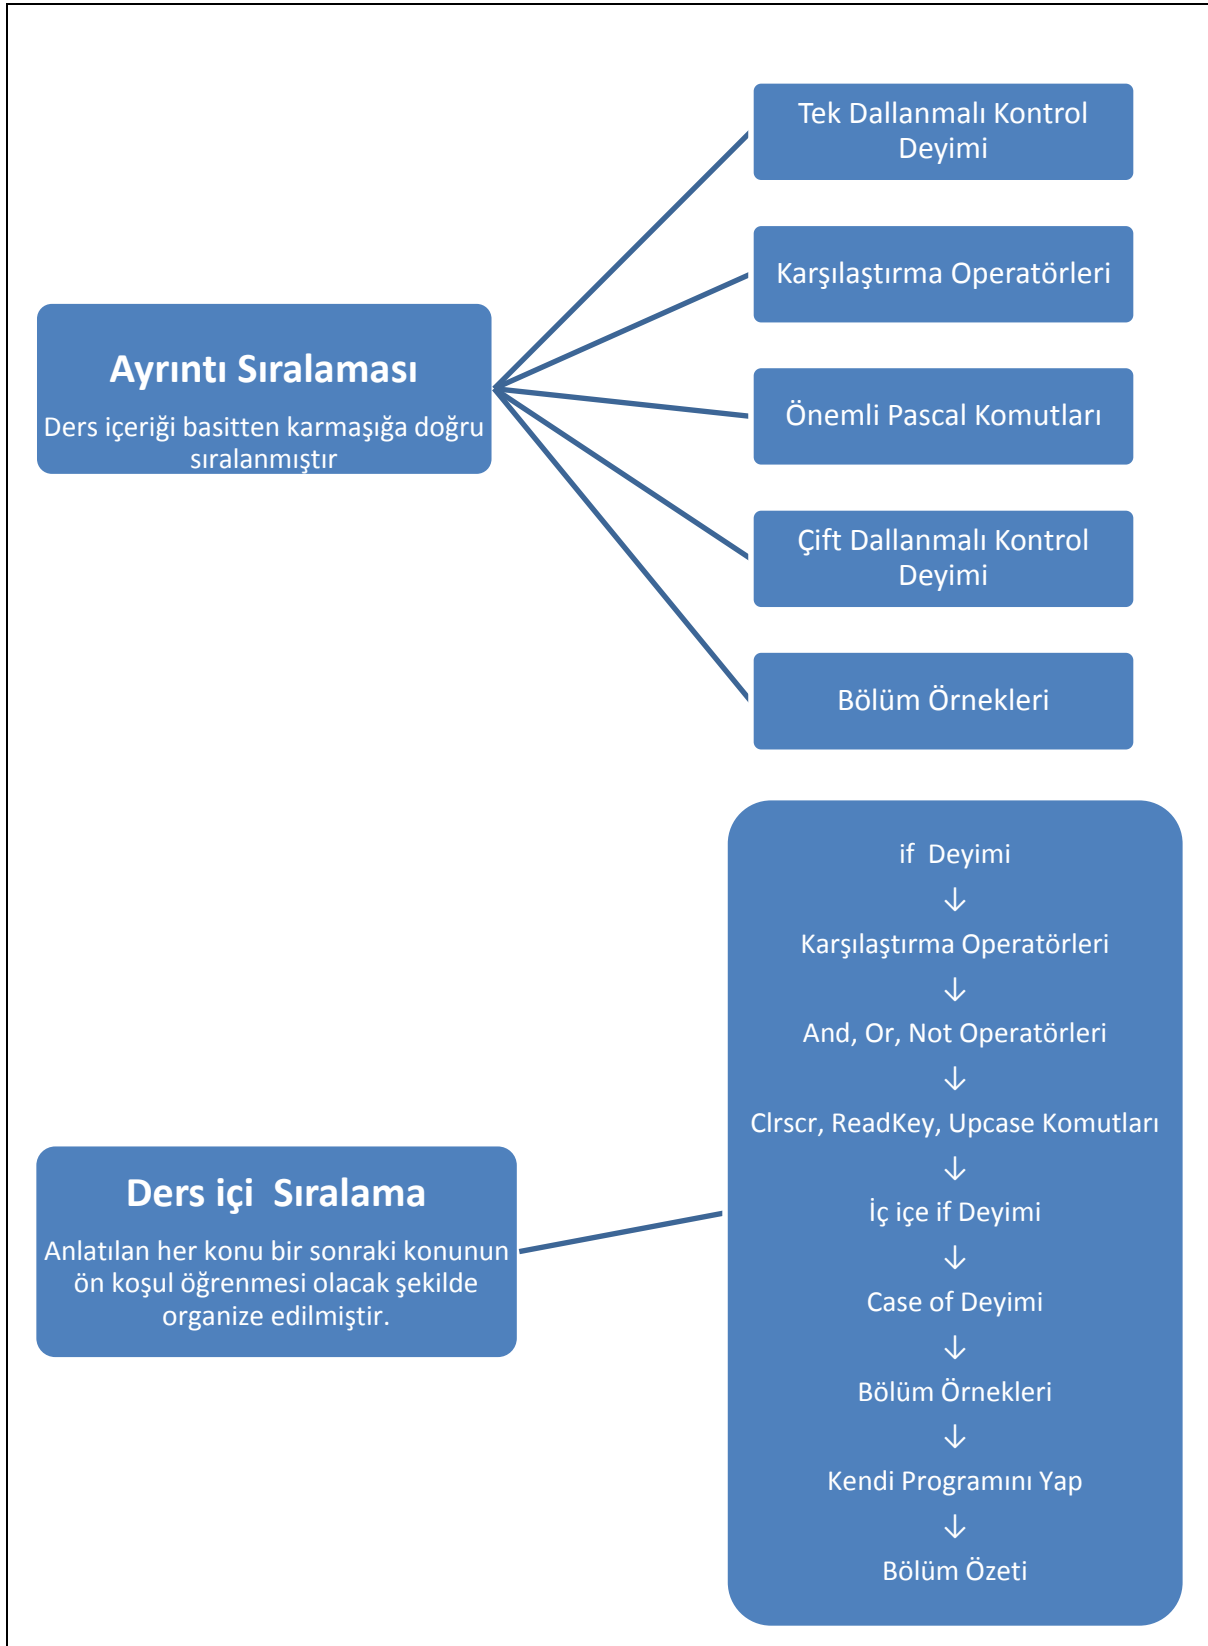 Ayrıntı Sıralaması
Ders içeriği basitten karmaşığa doğru
sıralanmıştır
Tek Dallanmalı Kontrol
Deyimi
Karşılaştırma Operatörleri
Önemli Pascal Komutları
Çift Dallanmalı Kontrol
Deyimi
Bölüm Örnekleri
Ders içi  Sıralama
Anlatılan her konu bir sonraki konunun
ön koşul öğrenmesi olacak şekilde
organize edilmiştir.
if  Deyimi
↓
Karşılaştırma Operatörleri
↓
And, Or, Not Operatörleri
↓
Clrscr, ReadKey, Upcase Komutları
↓
İç içe if Deyimi
↓
Case of Deyimi
↓
Bölüm Örnekleri
↓
Kendi Programını Yap
↓
Bölüm Özeti